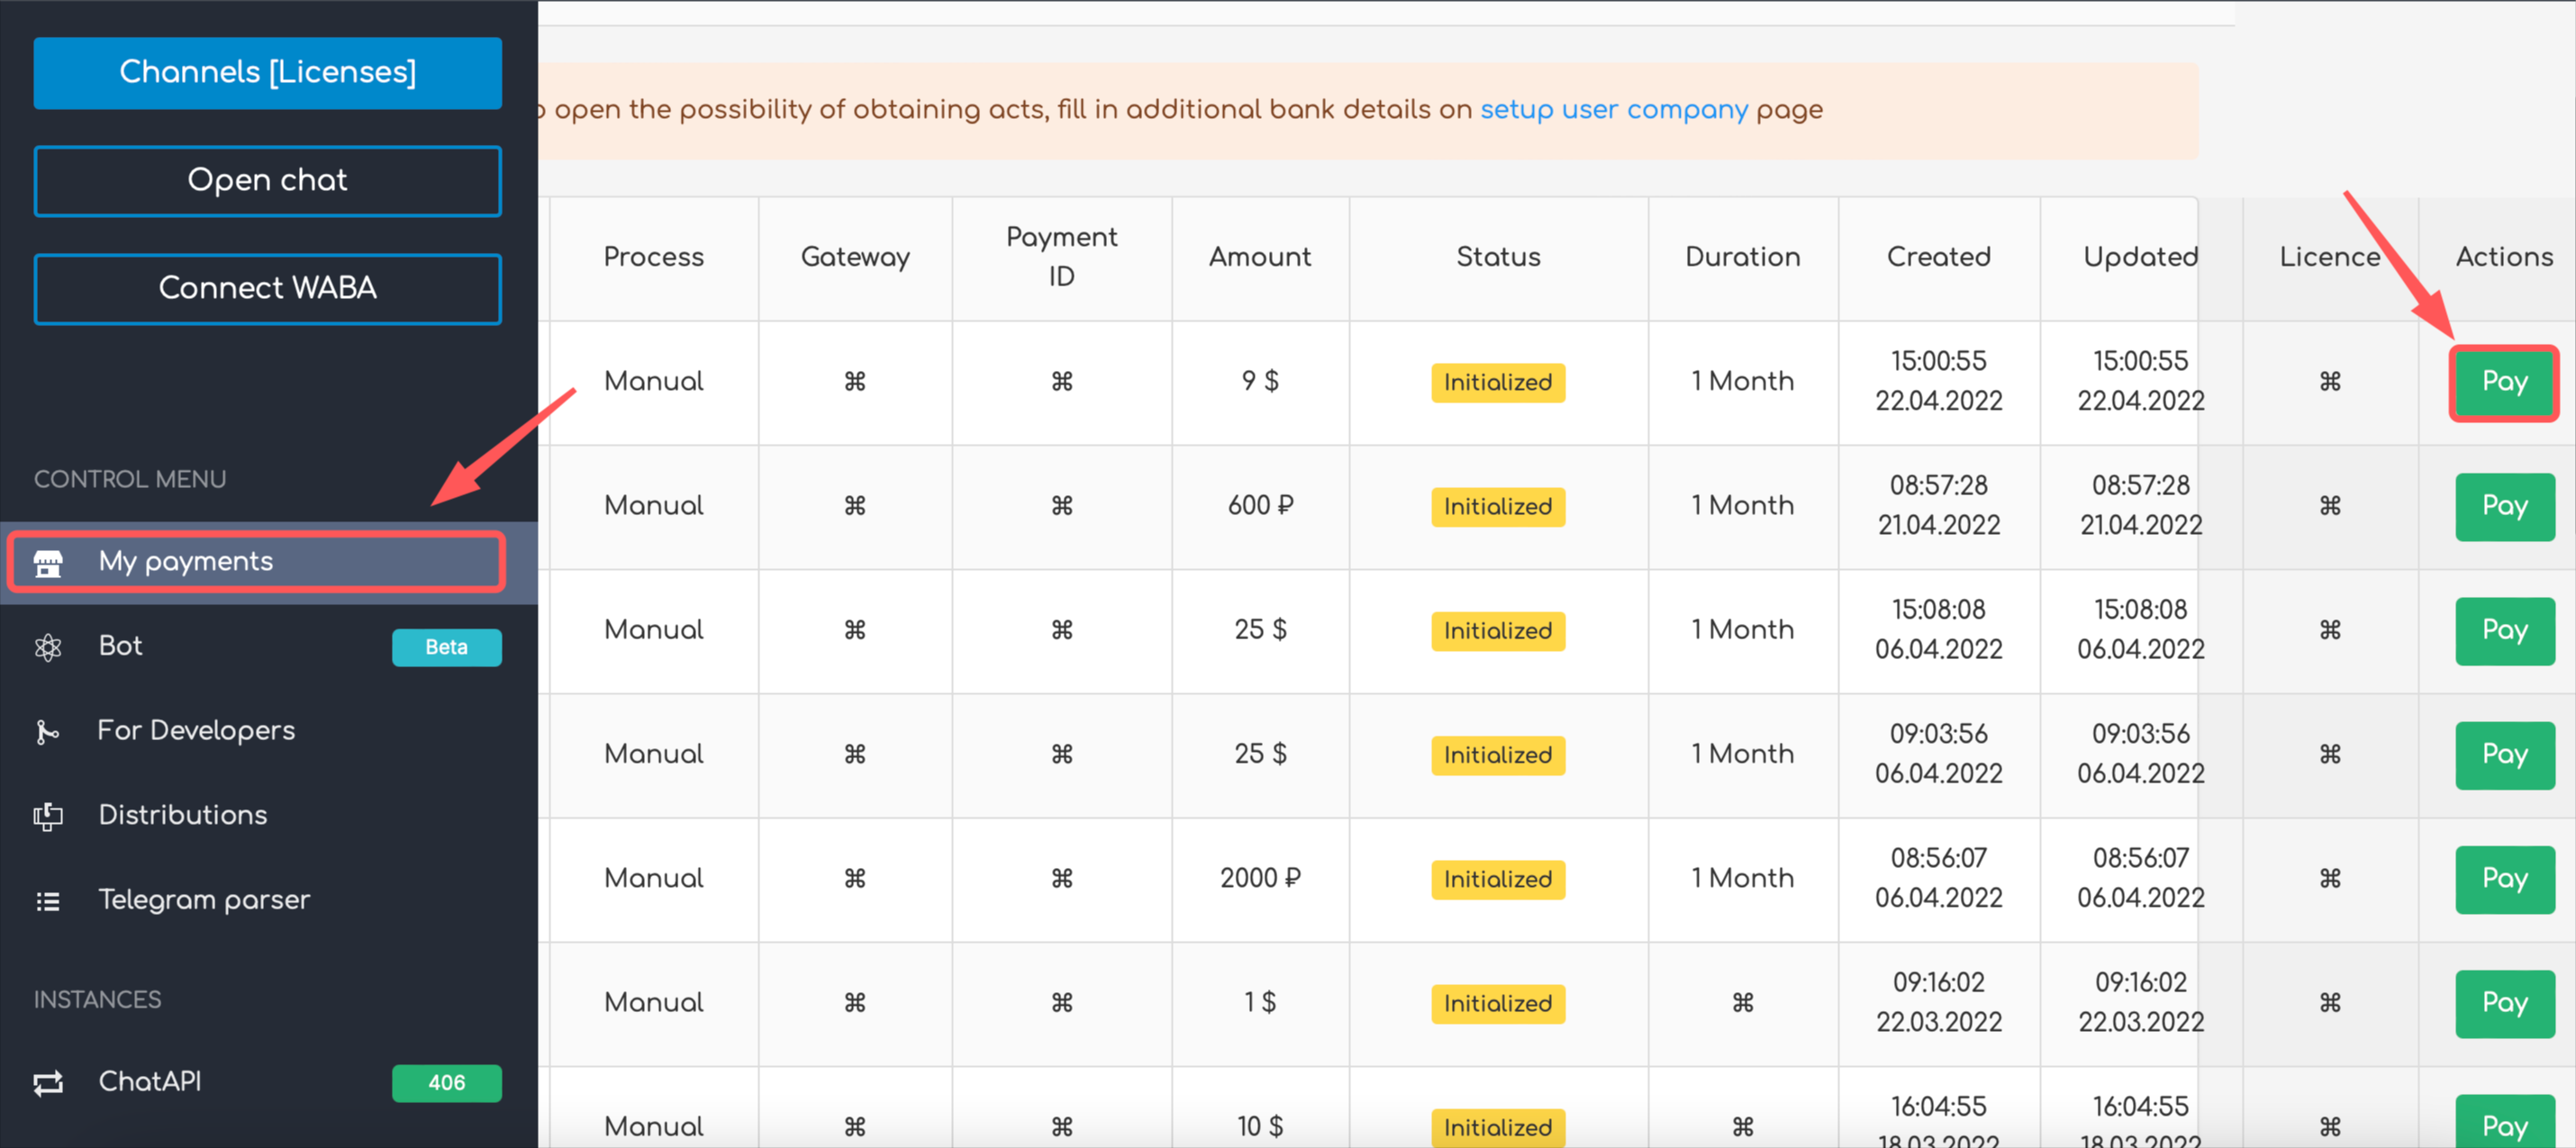 Channels [Licenses]
Open chat
Connect WABA
CONTROL MENU
My payments
Bot Beta
For Developers
Distributions
Telegram parser
INSTANCES
ChatAPI 406
open the possibility of obtaining acts, fill in additional bank details on setup user company page
Process Gateway Payment ID Amount Status Duration Created Updated Licence Actions
Manual ⌘ ⌘ 9 $ Initialized 1 Month 15:00:55 22.04.2022 15:00:55 22.04.2022 ⌘ Pay
Manual ⌘ ⌘ 600 ₽ Initialized 1 Month 08:57:28 21.04.2022 08:57:28 21.04.2022 ⌘ Pay
Manual ⌘ ⌘ 25 $ Initialized 1 Month 15:08:08 06.04.2022 15:08:08 06.04.2022 ⌘ Pay
Manual ⌘ ⌘ 25 $ Initialized 1 Month 09:03:56 06.04.2022 09:03:56 06.04.2022 ⌘ Pay
Manual ⌘ ⌘ 2000 ₽ Initialized 1 Month 08:56:07 06.04.2022 08:56:07 06.04.2022 ⌘ Pay
Manual ⌘ ⌘ 1 $ Initialized ⌘ 09:16:02 22.03.2022 09:16:02 22.03.2022 ⌘ Pay
Manual ⌘ ⌘ 10 $ Initialized ⌘ 16:04:55 18.03.2022 16:04:55 18.03.2022 ⌘ Pay